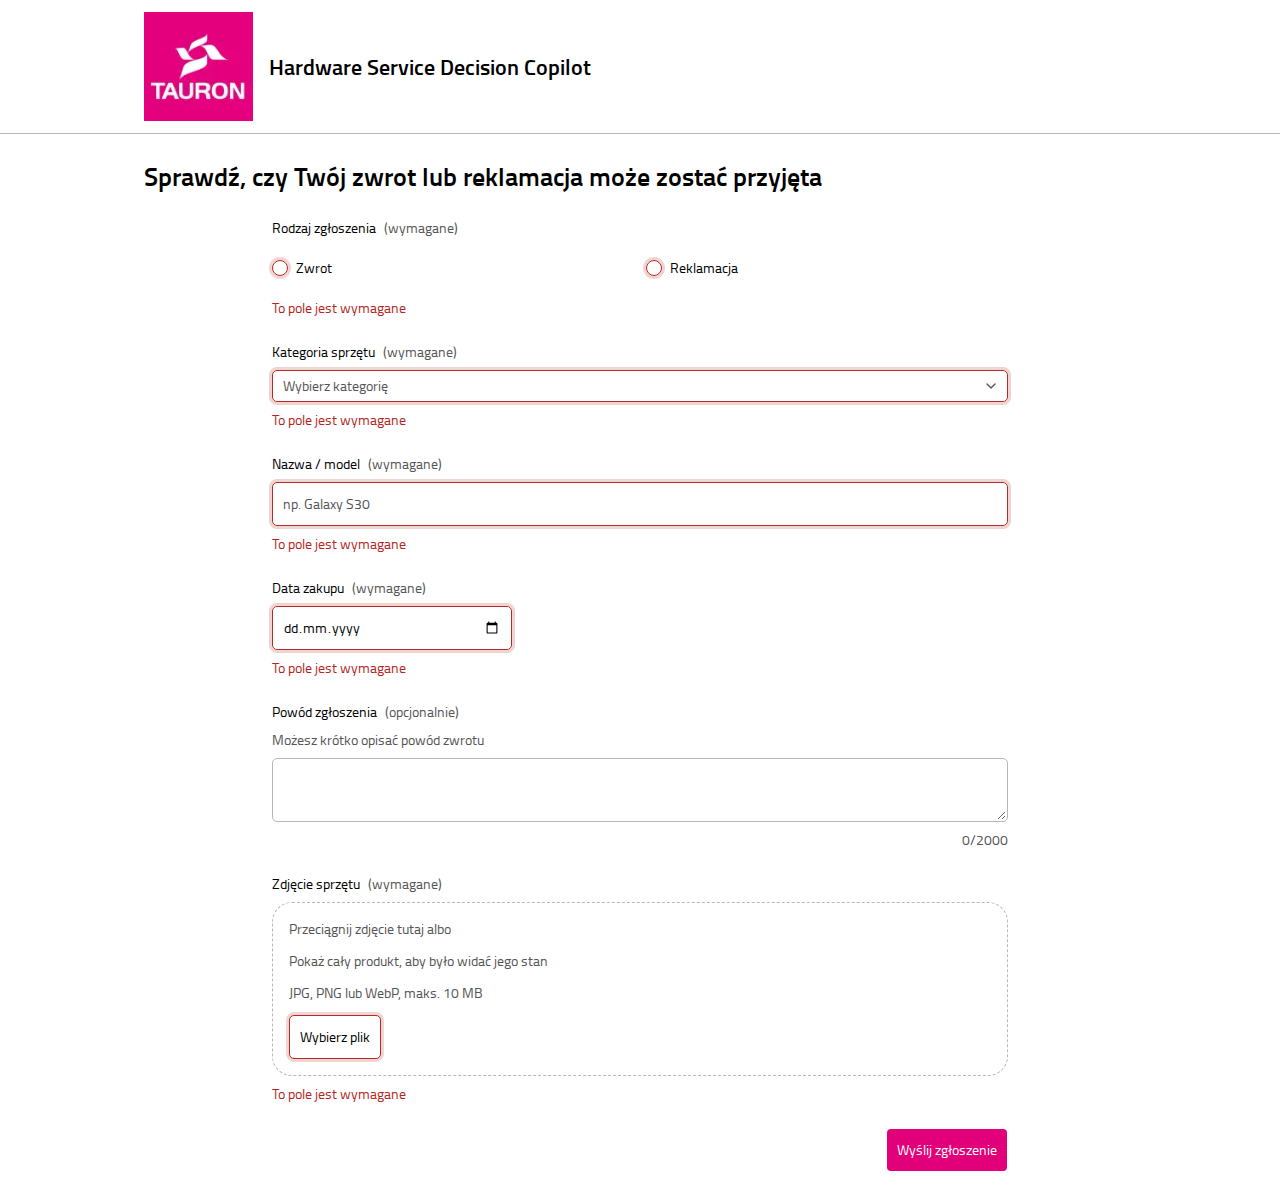 TAURON
Hardware Service Decision Copilot
Sprawdź, czy Twój zwrot lub reklamacja może zostać przyjęta
Rodzaj zgłoszenia (wymagane)
Zwrot
Reklamacja
To pole jest wymagane
Kategoria sprzętu (wymagane)
Wybierz kategorię
To pole jest wymagane
Nazwa / model (wymagane)
np. Galaxy S30
To pole jest wymagane
Data zakupu (wymagane)
dd.mm.yyyy
To pole jest wymagane
Powód zgłoszenia (opcjonalnie)
Możesz krótko opisać powód zwrotu
0/2000
Zdjęcie sprzętu (wymagane)
Przeciągnij zdjęcie tutaj albo
Pokaż cały produkt, aby było widać jego stan
JPG, PNG lub WebP, maks. 10 MB
Wybierz plik
To pole jest wymagane
Wyślij zgłoszenie